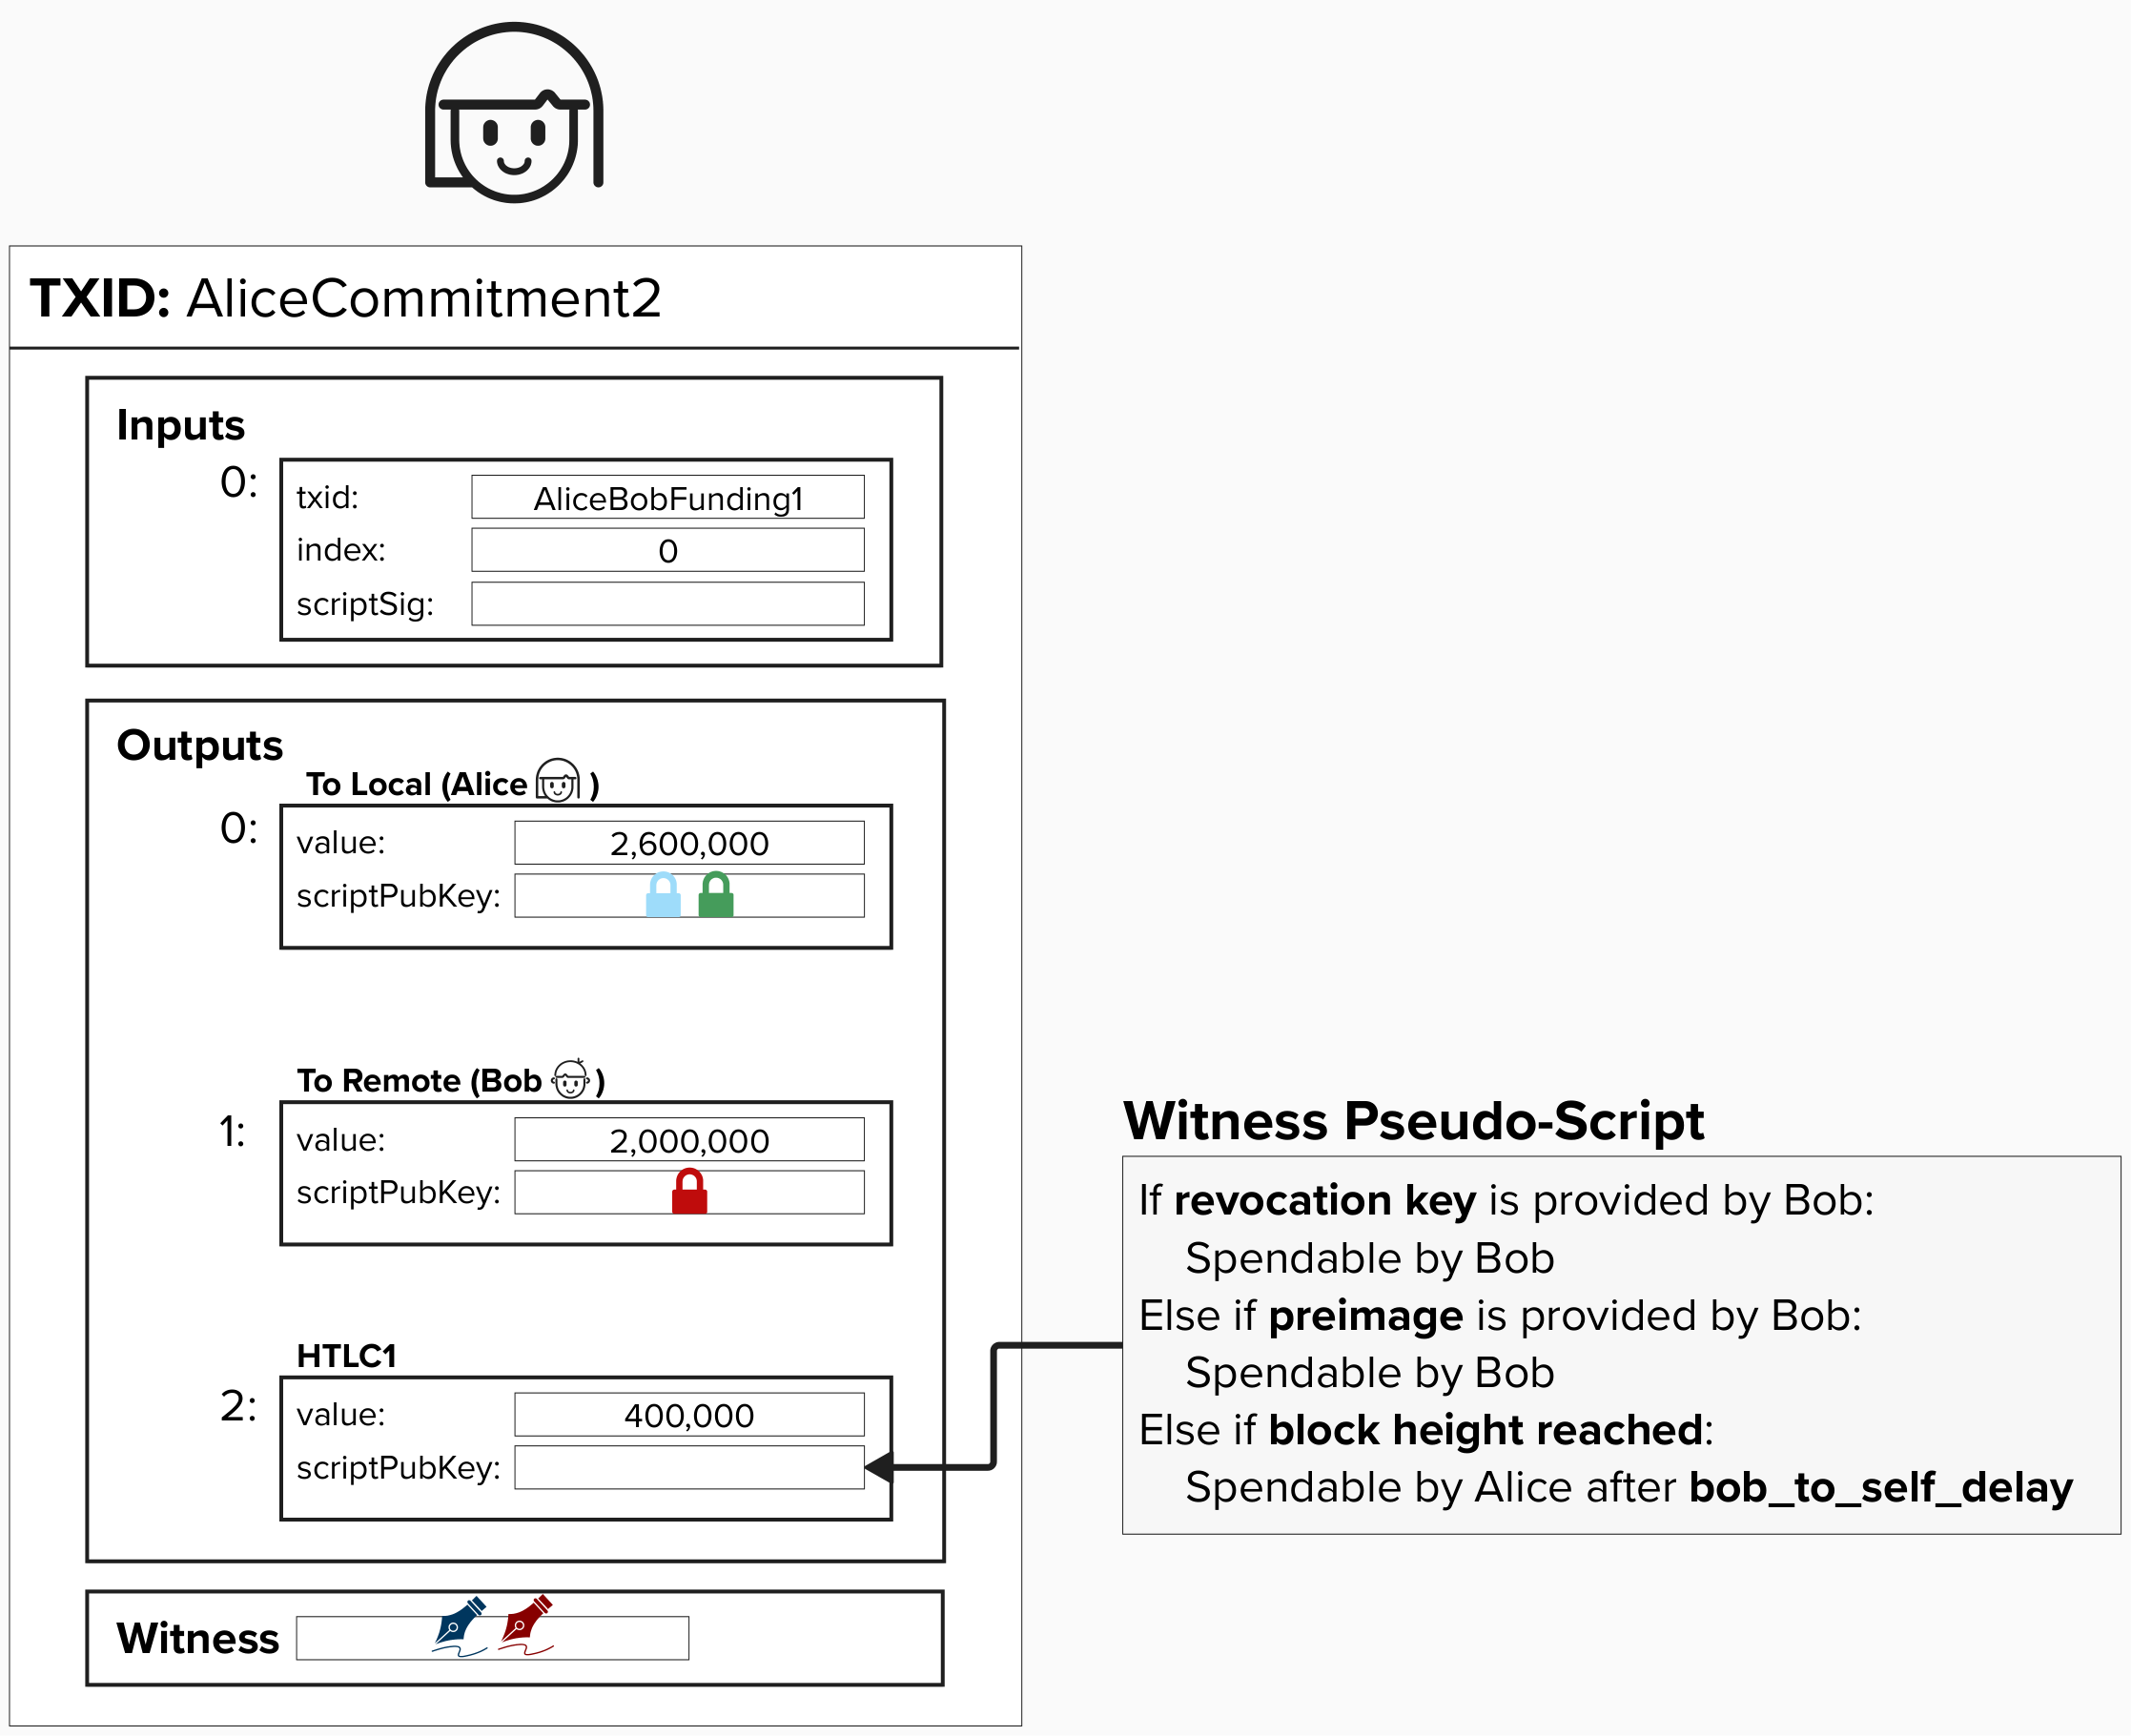 TXID: AliceCommitment2
Inputs
0:
txid: AliceBobFunding1
index: 0
scriptSig:
Outputs
To Local (Alice )
0:
value: 2,600,000
scriptPubKey:
To Remote (Bob )
1:
value: 2,000,000
scriptPubKey:
HTLC1
2:
value: 400,000
scriptPubKey:
Witness
Witness Pseudo-Script
If revocation key is provided by Bob:
Spendable by Bob
Else if preimage is provided by Bob:
Spendable by Bob
Else if block height reached:
Spendable by Alice after bob_to_self_delay